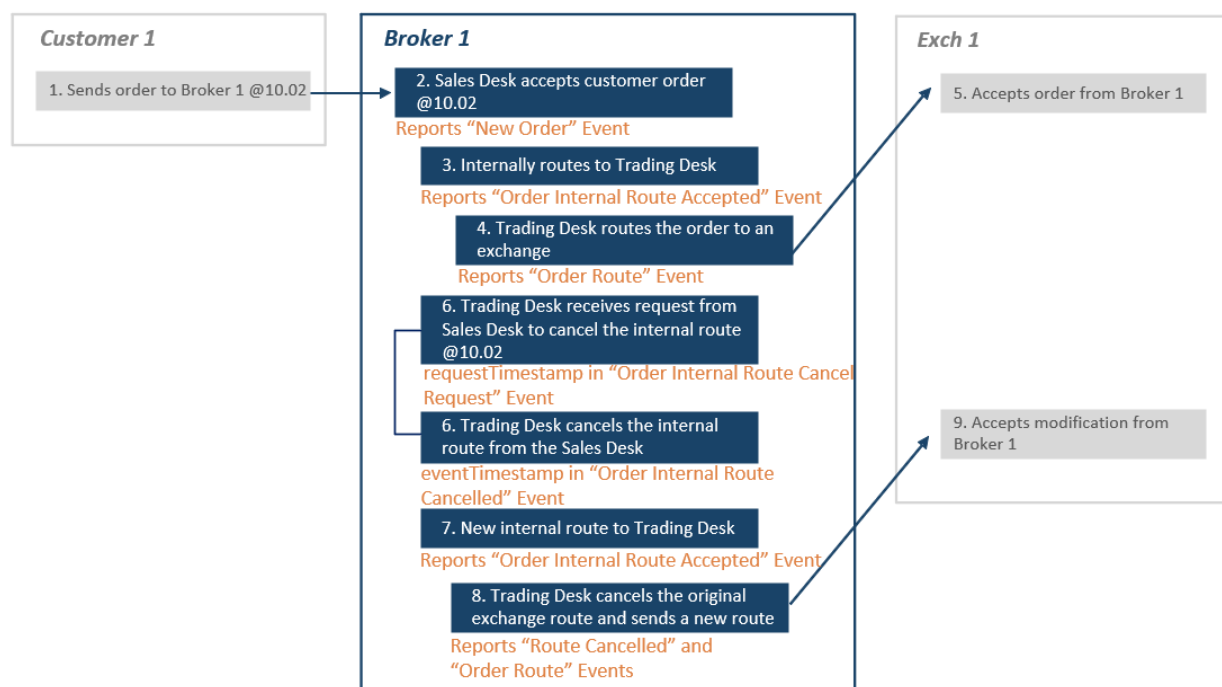 Customer 1
1. Sends order to Broker 1 @10.02
Broker 1
2. Sales Desk accepts customer order
@10.02
Reports “New Order” Event
3. Internally routes to Trading Desk
Reports “Order Internal Route Accepted” Event
4. Trading Desk routes the order to an
exchange
Reports “Order Route” Event
6. Trading Desk receives request from
Sales Desk to cancel the internal route
@10.02
requestTimestamp in “Order Internal Route Cancel
Request” Event
6. Trading Desk cancels the internal
route from the Sales Desk
eventTimestamp in “Order Internal Route
Cancelled” Event
7. New internal route to Trading Desk
Reports “Order Internal Route Accepted” Event
8. Trading Desk cancels the original
exchange route and sends a new route
Reports “Route Cancelled” and
“Order Route” Events
Exch 1
5. Accepts order from Broker 1
9. Accepts modification from
Broker 1